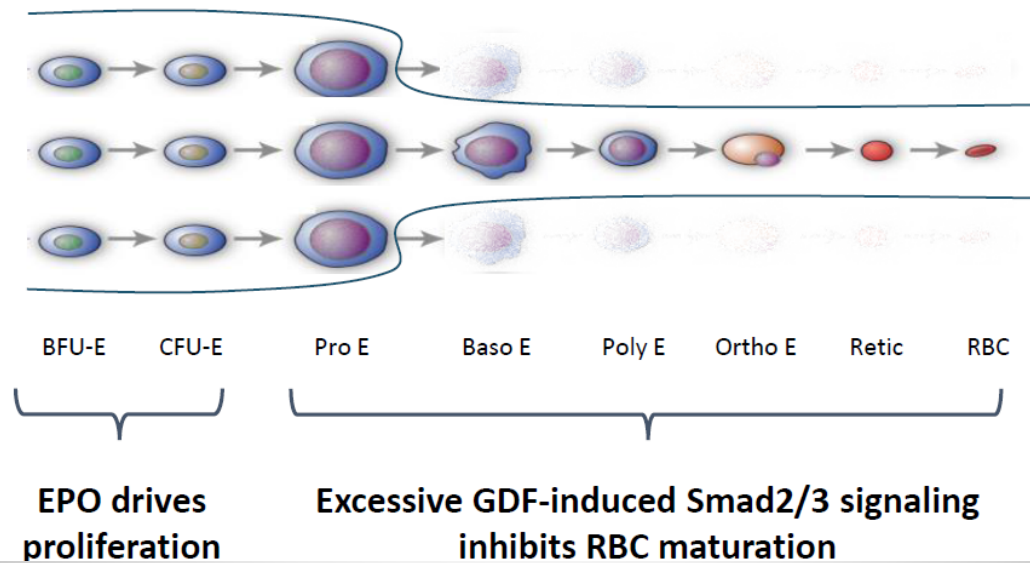 BFU-E CFU-E Pro E Baso E Poly E Ortho E Retic RBC
EPO drives
proliferation
Excessive GDF-induced Smad2/3 signaling
inhibits RBC maturation